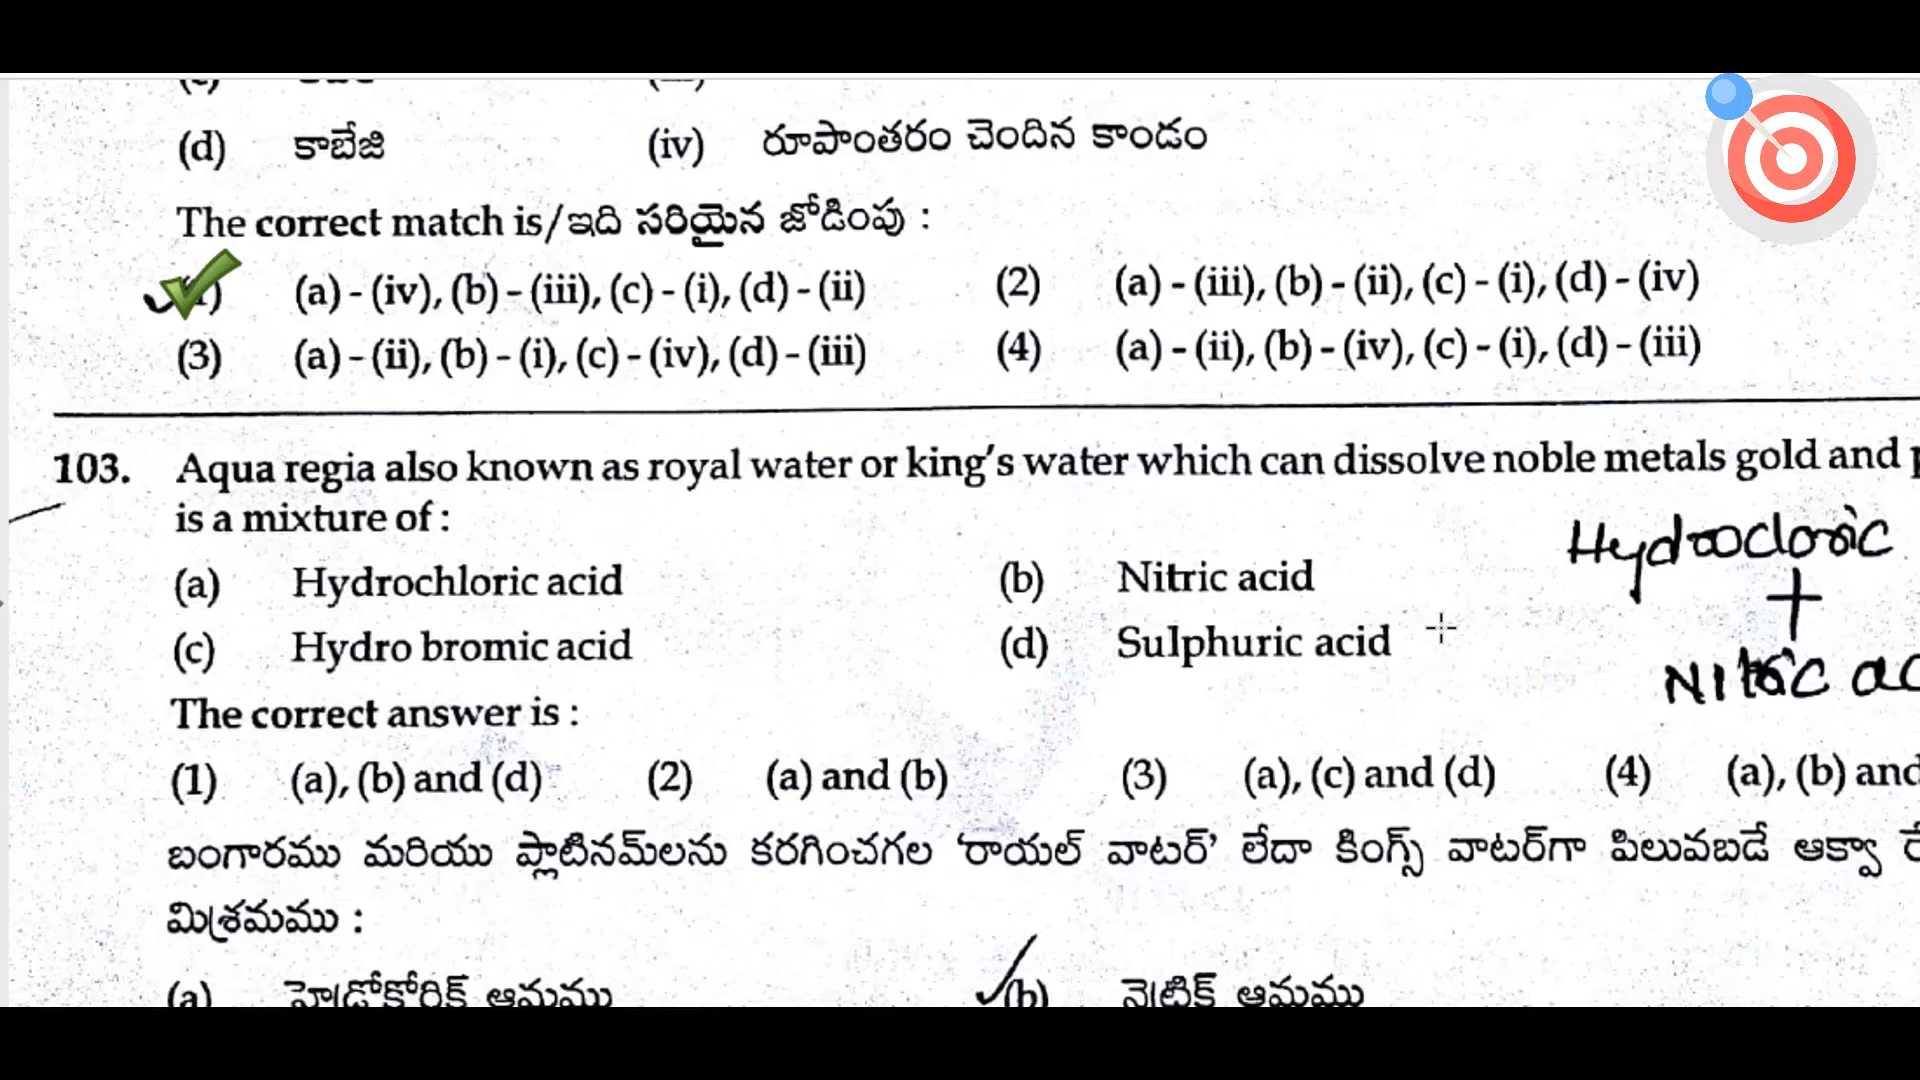 (d) కాబేజి (iv) రూపాంతరం చెందిన కాండం
The correct match is/ఇది సరియైన జోడింపు :
(a) - (iv), (b) - (iii), (c) - (i), (d) - (ii) (2) (a) - (iii), (b) - (ii), (c) - (i), (d) - (iv)
(3) (a) - (ii), (b) - (i), (c) - (iv), (d) - (iii) (4) (a) - (ii), (b) - (iv), (c) - (i), (d) - (iii)
103. Aqua regia also known as royal water or king's water which can dissolve noble metals gold and
is a mixture of :
Hydrocloric
(a) Hydrochloric acid (b) Nitric acid
+
(c) Hydro bromic acid (d) Sulphuric acid
Nitric ac
The correct answer is :
(1) (a), (b) and (d) (2) (a) and (b) (3) (a), (c) and (d) (4) (a), (b) and
బంగారము మరియు ప్లాటినమ్‌లను కరగించగల 'రాయల్ వాటర్' లేదా కింగ్స్ వాటర్‌గా పిలువబడే ఆక్వా
మిశ్రమము :
(a) (b)